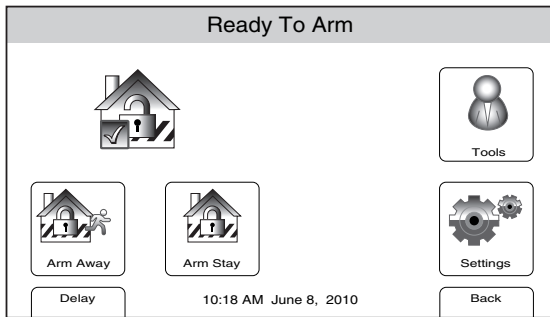 Ready To Arm
Tools
Arm Away
Arm Stay
Settings
Delay
10:18 AM June 8, 2010
Back